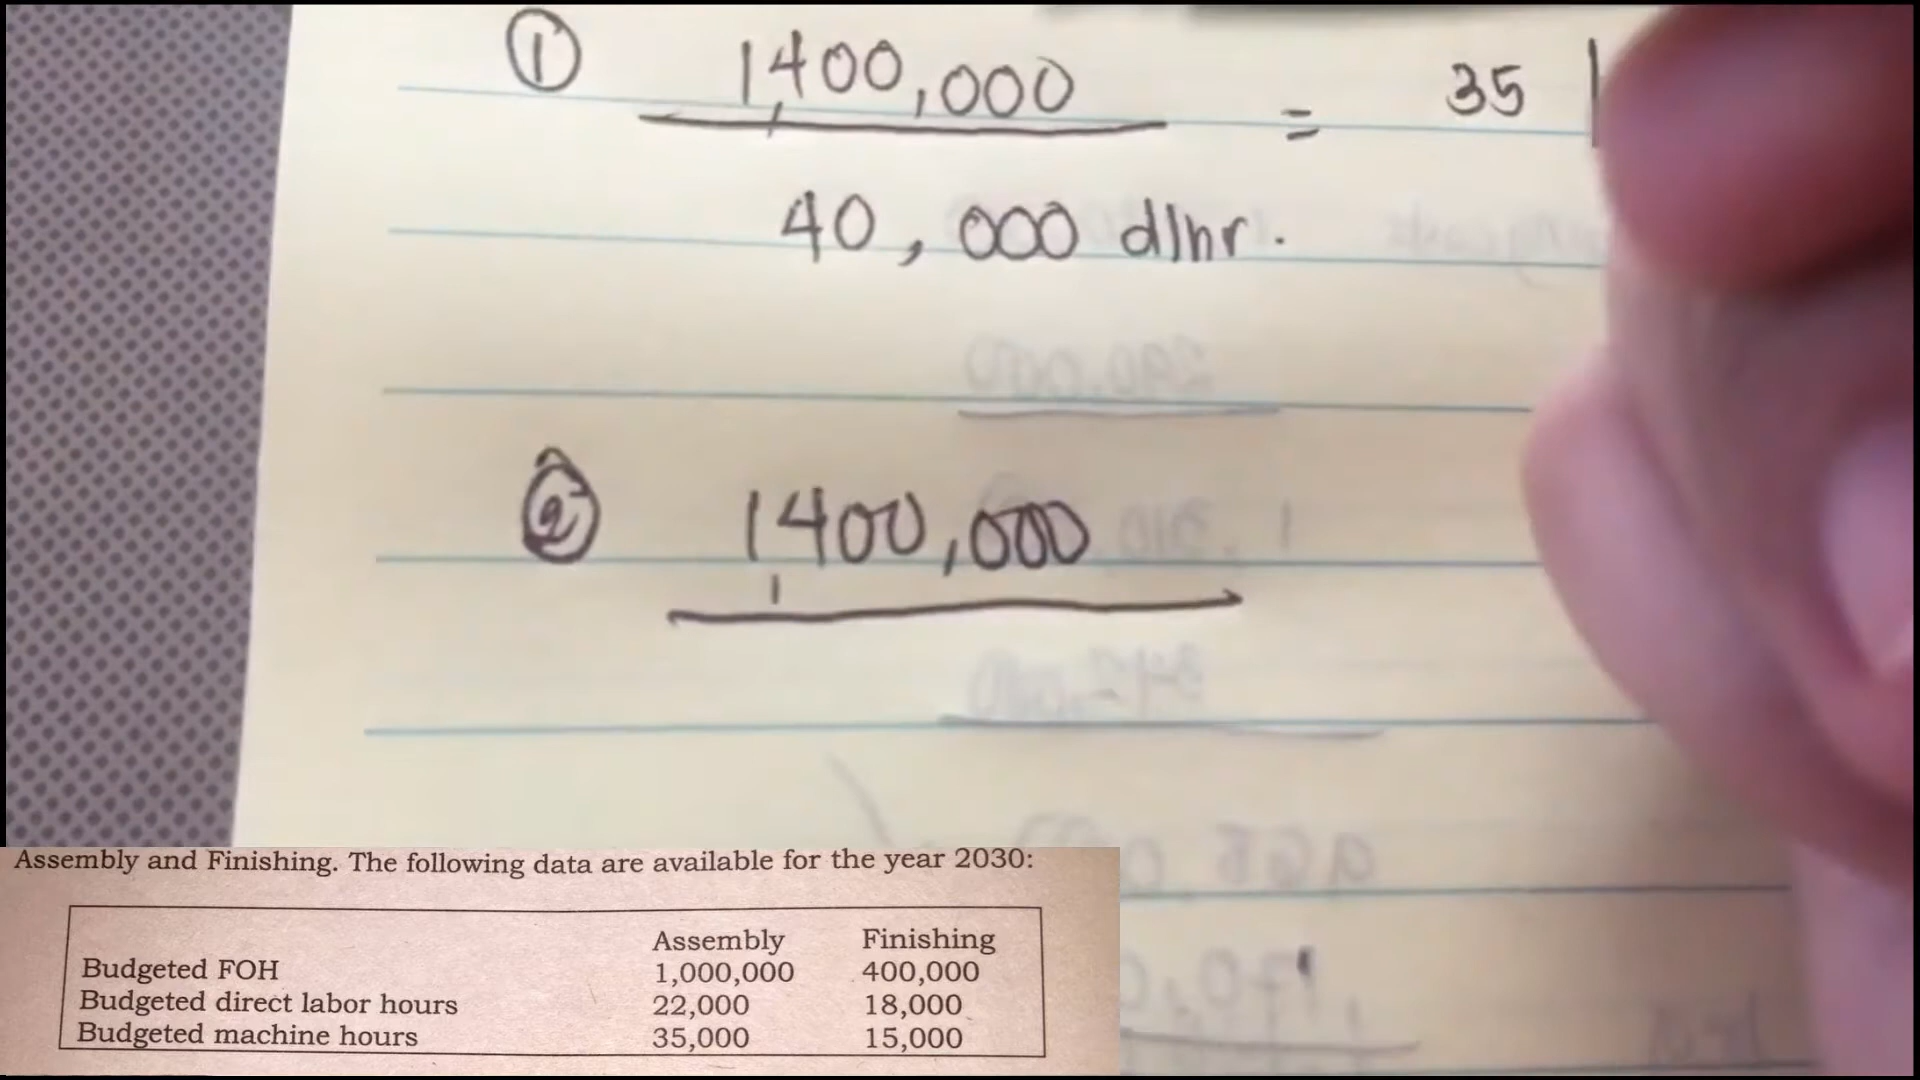 ① 1,400,000 = 35 |
40,000 dlhr.
② 1,400,000
Assembly and Finishing. The following data are available for the year 2030:
Assembly Finishing
Budgeted FOH 1,000,000 400,000
Budgeted direct labor hours 22,000 18,000
Budgeted machine hours 35,000 15,000